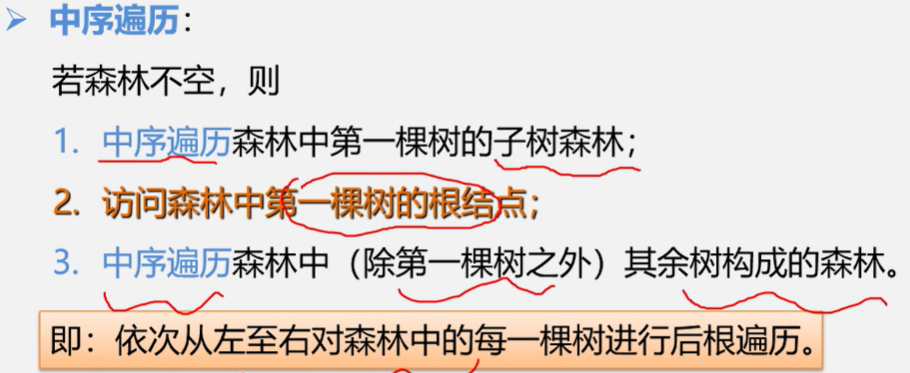 ➢ 中序遍历：
若森林不空，则
1. 中序遍历森林中第一棵树的子树森林；
2. 访问森林中第一棵树的根结点；
3. 中序遍历森林中（除第一棵树之外）其余树构成的森林。
即：依次从左至右对森林中的每一棵树进行后根遍历。